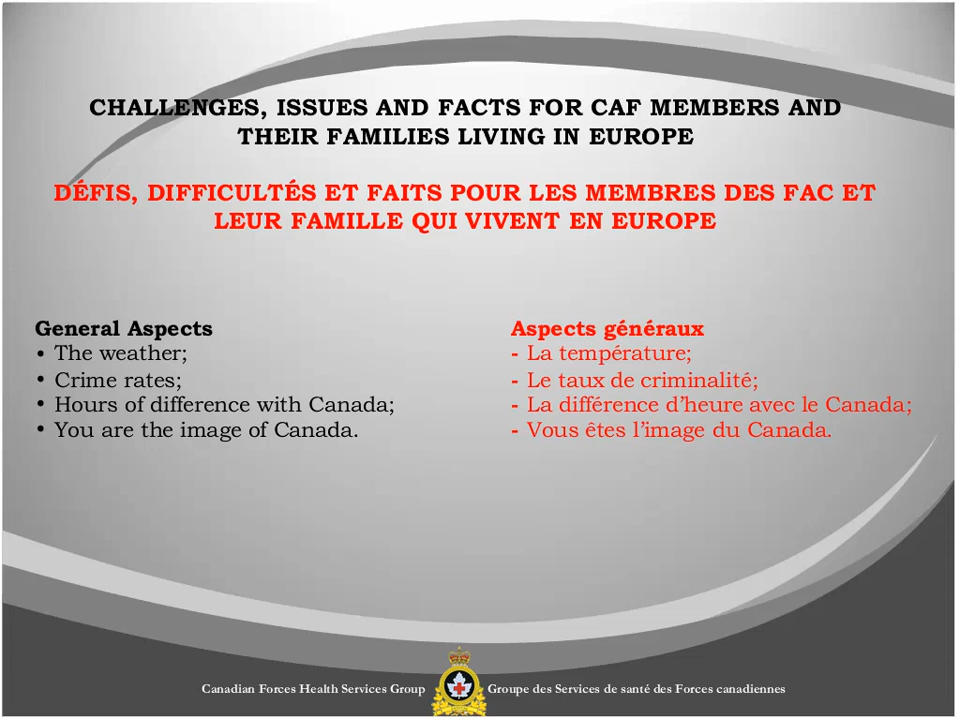 CHALLENGES, ISSUES AND FACTS FOR CAF MEMBERS AND
THEIR FAMILIES LIVING IN EUROPE
DÉFIS, DIFFICULTÉS ET FAITS POUR LES MEMBRES DES FAC ET
LEUR FAMILLE QUI VIVENT EN EUROPE
General Aspects
• The weather;
• Crime rates;
• Hours of difference with Canada;
• You are the image of Canada.
Aspects généraux
- La température;
- Le taux de criminalité;
- La différence d’heure avec le Canada;
- Vous êtes l’image du Canada.
Canadian Forces Health Services Group
Groupe des Services de santé des Forces canadiennes